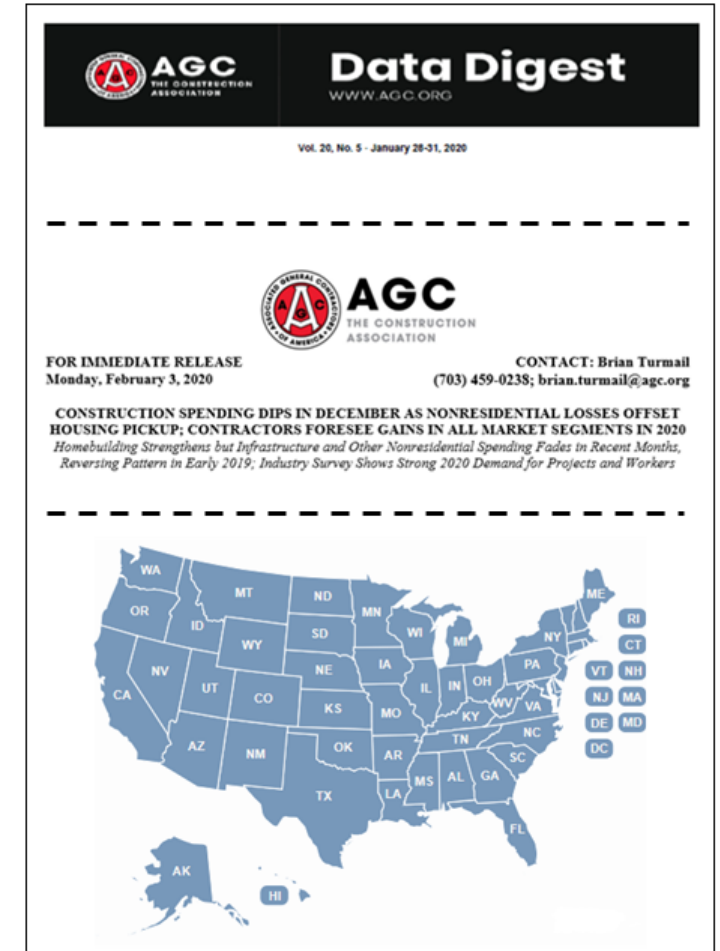 AGC
THE CONSTRUCTION
ASSOCIATION
Data Digest
WWW.AGC.ORG
Vol. 20, No. 5 - January 28-31, 2020
ASSOCIATED GENERAL CONTRACTORS OF AMERICA
AGC
AGC
THE CONSTRUCTION
ASSOCIATION
FOR IMMEDIATE RELEASE
Monday, February 3, 2020
CONTACT: Brian Turmail
(703) 459-0238; brian.turmail@agc.org
CONSTRUCTION SPENDING DIPS IN DECEMBER AS NONRESIDENTIAL LOSSES OFFSET
HOUSING PICKUP; CONTRACTORS FORESEE GAINS IN ALL MARKET SEGMENTS IN 2020
Homebuilding Strengthens but Infrastructure and Other Nonresidential Spending Fades in Recent Months,
Reversing Pattern in Early 2019; Industry Survey Shows Strong 2020 Demand for Projects and Workers
WA
MT
ND
MN
ME
OR
ID
SD
WI
MI
NY
RI
WY
CT
NV
NE
IA
PA
VT
NH
CA
UT
CO
IL
IN
OH
NJ
MA
KS
MO
KY
WV
VA
DE
MD
AZ
NM
OK
AR
TN
NC
DC
TX
LA
MS
AL
GA
SC
FL
AK
HI